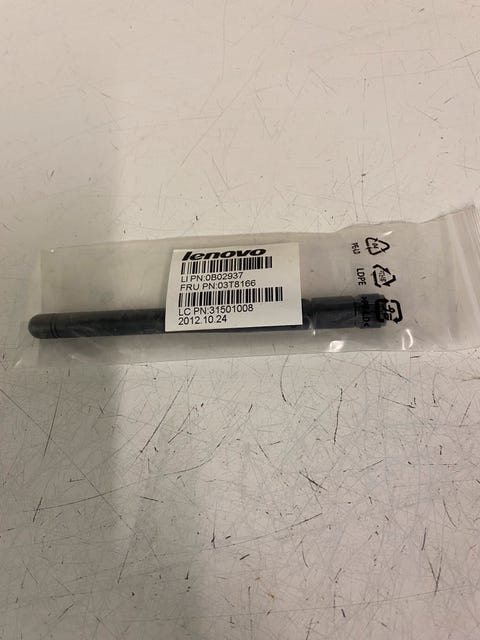 lenovo
LI PN:0B02937
FRU PN:03T8166
LC PN:31501008
2012.10.24
LDPE